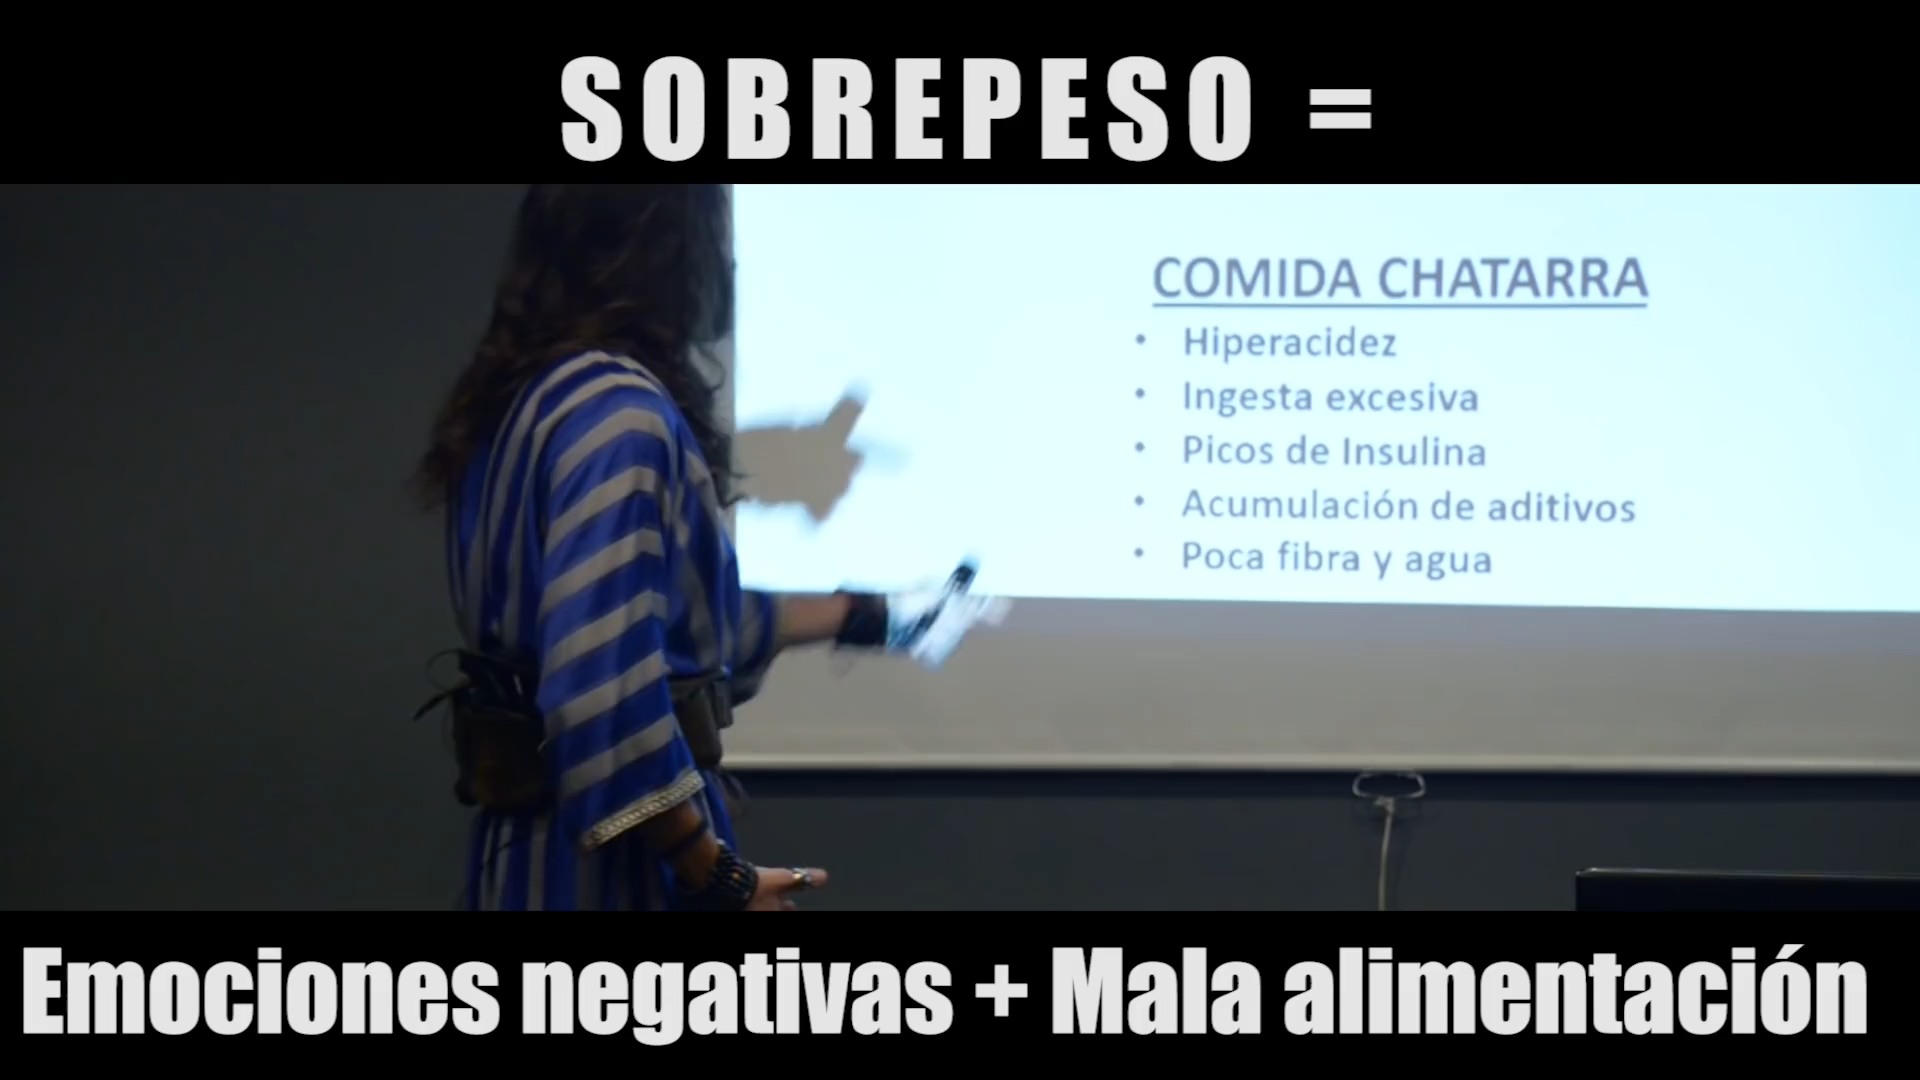 SOBREPESO =
COMIDA CHATARRA
• Hiperacidez
• Ingesta excesiva
• Picos de Insulina
• Acumulación de aditivos
• Poca fibra y agua
Emociones negativas + Mala alimentación